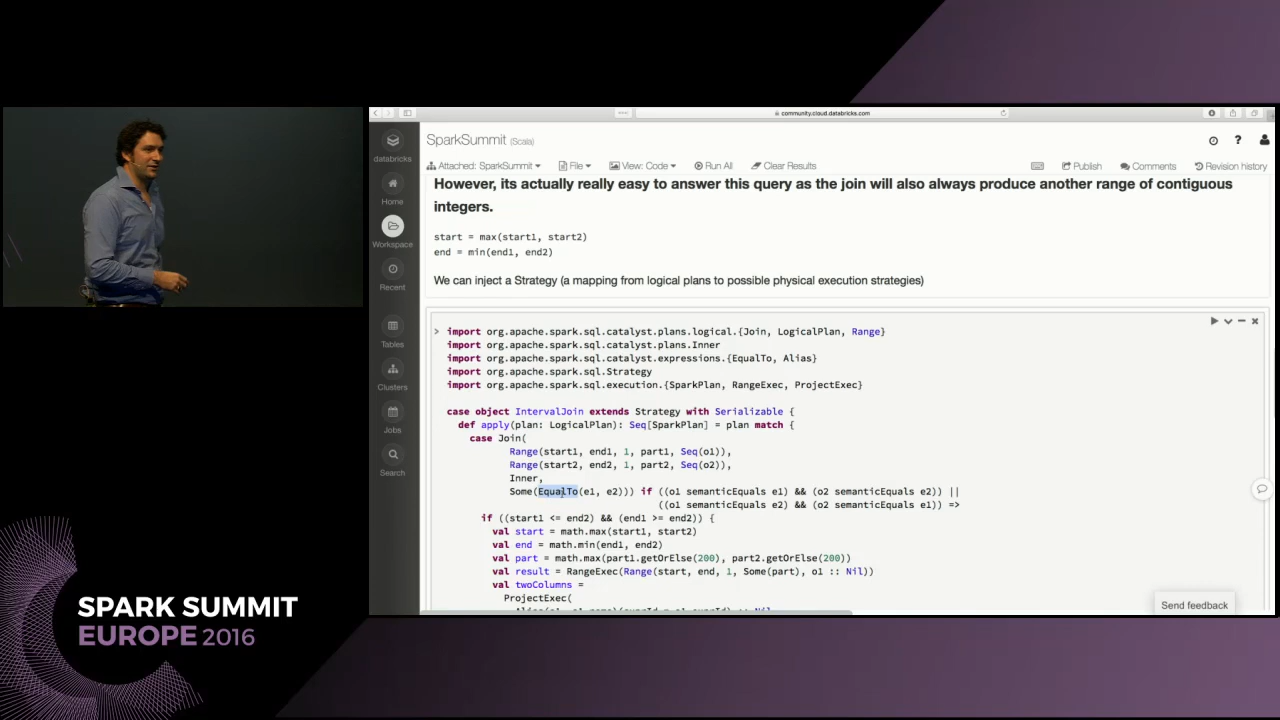 community.cloud.databricks.com
SparkSummit (Scala)
databricks
Home
Workspace
Recent
Tables
Clusters
Jobs
Search
Attached: SparkSummit
File
View: Code
Run All
Clear Results
Publish
Comments
Revision history
However, its actually really easy to answer this query as the join will also always produce another range of contiguous
integers.
start = max(start1, start2)
end = min(end1, end2)
We can inject a Strategy (a mapping from logical plans to possible physical execution strategies)
> import org.apache.spark.sql.catalyst.plans.logical.{Join, LogicalPlan, Range}
import org.apache.spark.sql.catalyst.plans.Inner
import org.apache.spark.sql.catalyst.expressions.{EqualTo, Alias}
import org.apache.spark.sql.Strategy
import org.apache.spark.sql.execution.{SparkPlan, RangeExec, ProjectExec}
case object IntervalJoin extends Strategy with Serializable {
def apply(plan: LogicalPlan): Seq[SparkPlan] = plan match {
case Join(
Range(start1, end1, 1, part1, Seq(o1)),
Range(start2, end2, 1, part2, Seq(o2)),
Inner,
Some(EqualTo(e1, e2))) if ((o1 semanticEquals e1) && (o2 semanticEquals e2)) ||
((o1 semanticEquals e2) && (o2 semanticEquals e1)) =>
if ((start1 <= end2) && (end1 >= end2)) {
val start = math.max(start1, start2)
val end = math.min(end1, end2)
val part = math.max(part1.getOrElse(200), part2.getOrElse(200))
val result = RangeExec(Range(start, end, 1, Some(part), o1 :: Nil))
val twoColumns =
ProjectExec(
Send feedback
SPARK SUMMIT
EUROPE 2016